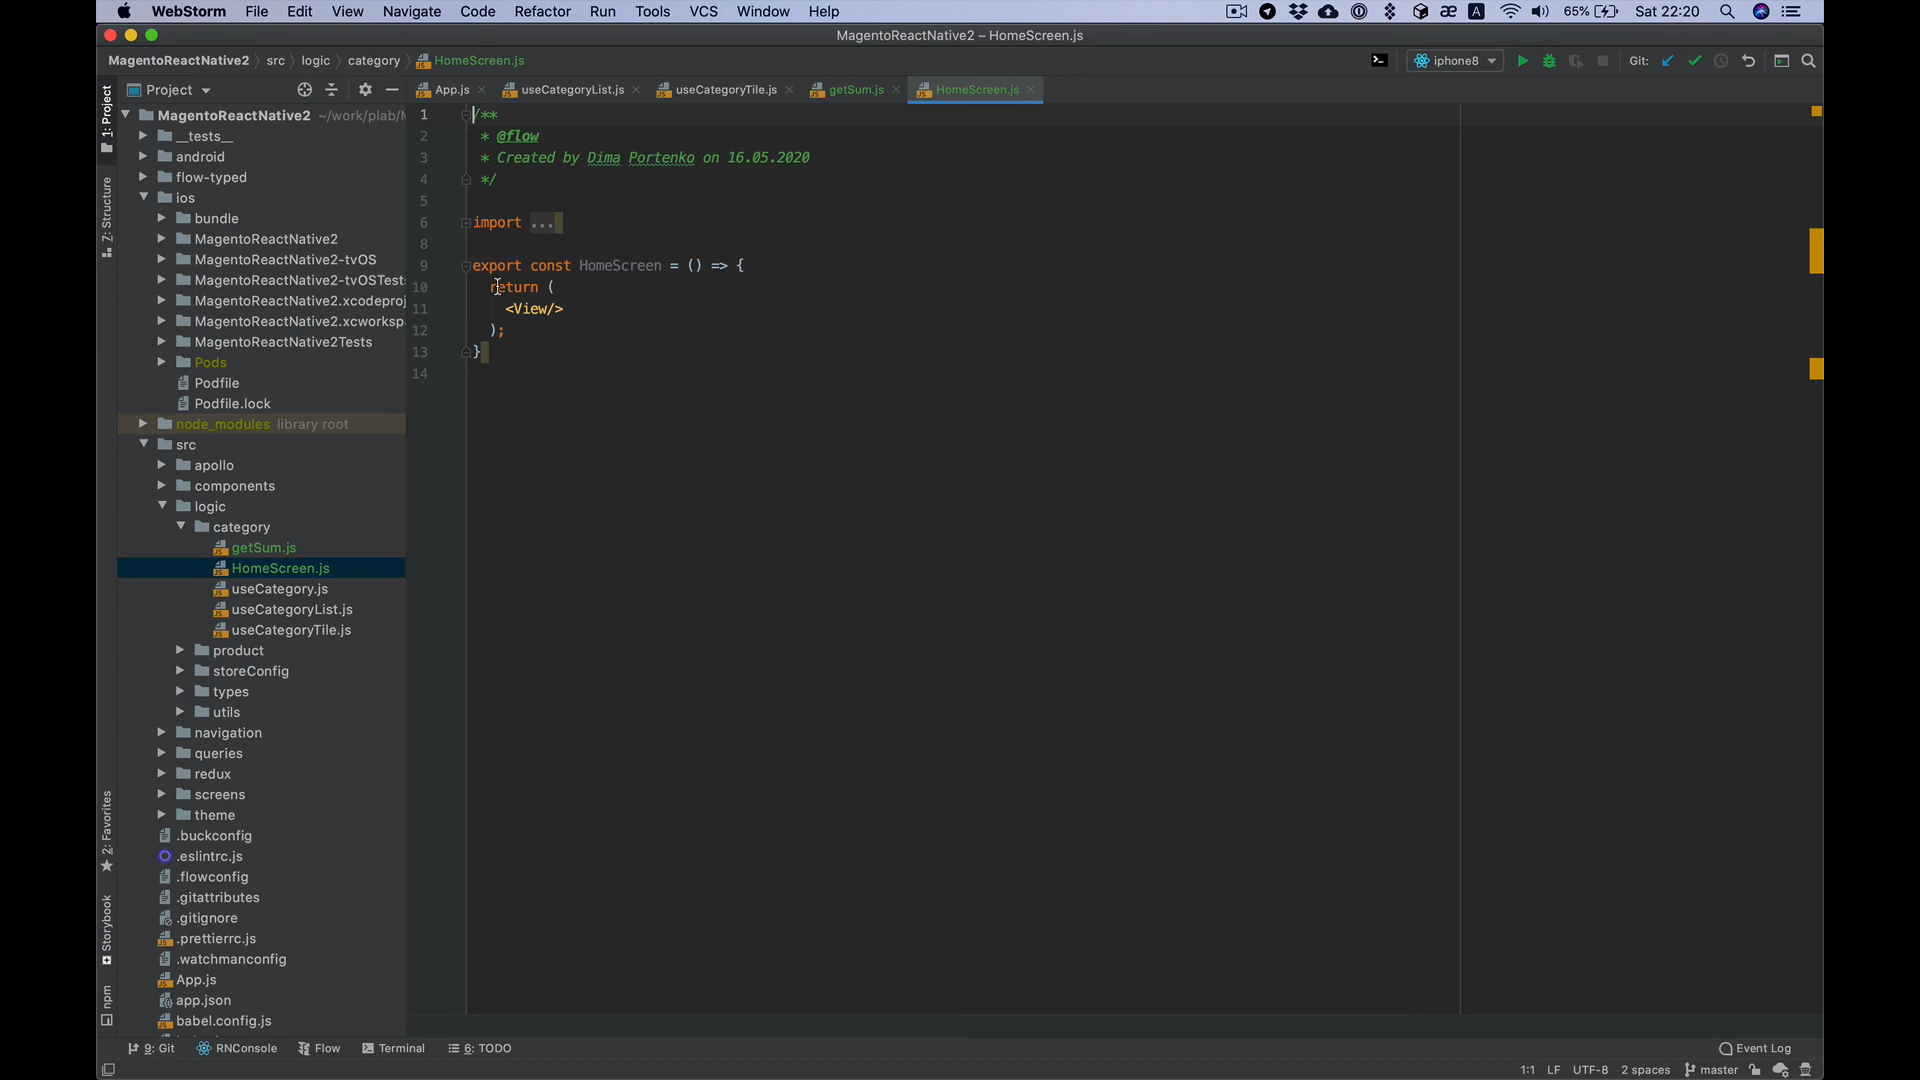 WebStorm File Edit View Navigate Code Refactor Run Tools VCS Window Help 65% Sat 22:20
MagentoReactNative2 – HomeScreen.js
MagentoReactNative2 src logic category HomeScreen.js iphone8 Git:
Project App.js useCategoryList.js useCategoryTile.js getSum.js HomeScreen.js
1: Project
Z: Structure
2: Favorites
Storybook
npm
MagentoReactNative2 ~/work/plab/M
__tests__
android
flow-typed
ios
bundle
MagentoReactNative2
MagentoReactNative2-tvOS
MagentoReactNative2-tvOSTest
MagentoReactNative2.xcodeproj
MagentoReactNative2.xcworksp
MagentoReactNative2Tests
Pods
Podfile
Podfile.lock
node_modules library root
src
apollo
components
logic
category
getSum.js
HomeScreen.js
useCategory.js
useCategoryList.js
useCategoryTile.js
product
storeConfig
types
utils
navigation
queries
redux
screens
theme
.buckconfig
.eslintrc.js
.flowconfig
.gitattributes
.gitignore
.prettierrc.js
.watchmanconfig
App.js
app.json
babel.config.js
1 /**
2 * @flow
3 * Created by Dima Portenko on 16.05.2020
4 */
5
6 import ...
8
9 export const HomeScreen = () => {
10 return (
11 <View/>
12 );
13 }
14
9: Git RNConsole Flow Terminal 6: TODO Event Log
1:1 LF UTF-8 2 spaces master